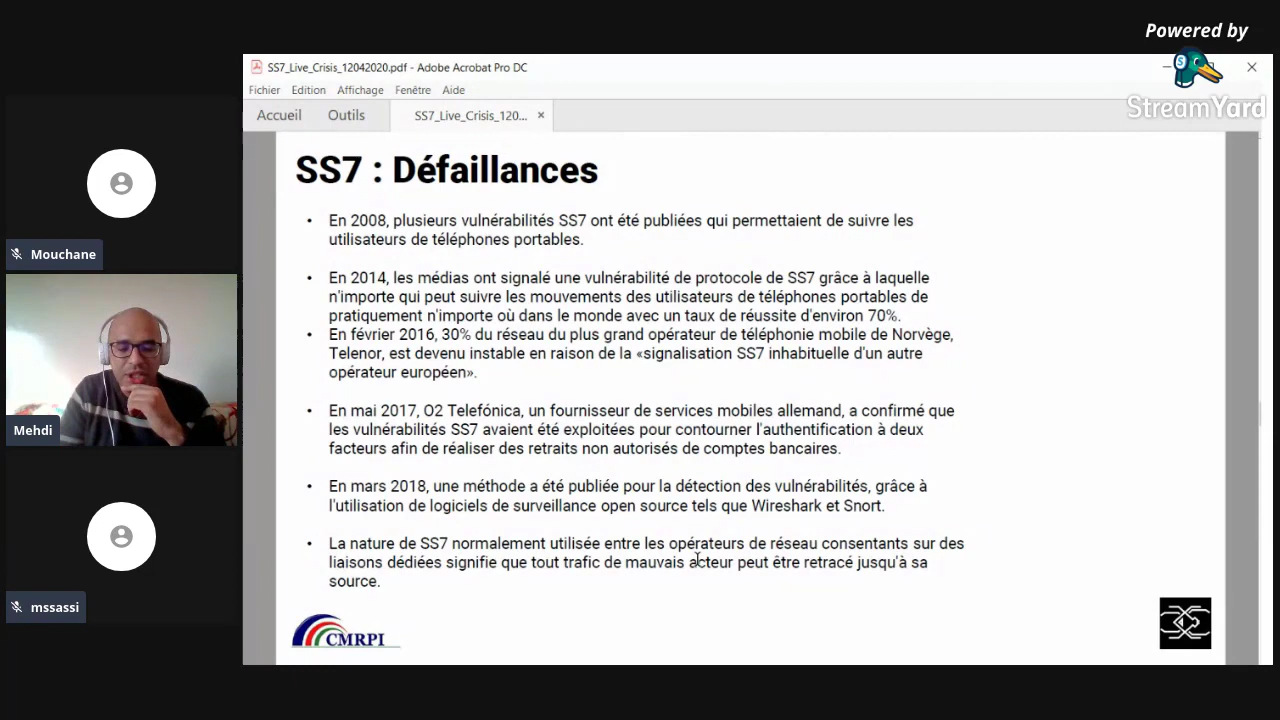 Powered by
StreamYard
SS7_Live_Crisis_12042020.pdf - Adobe Acrobat Pro DC
Fichier Edition Affichage Fenêtre Aide
Accueil Outils SS7_Live_Crisis_120... ×
SS7 : Défaillances
• En 2008, plusieurs vulnérabilités SS7 ont été publiées qui permettaient de suivre les
utilisateurs de téléphones portables.
• En 2014, les médias ont signalé une vulnérabilité de protocole de SS7 grâce à laquelle
n'importe qui peut suivre les mouvements des utilisateurs de téléphones portables de
pratiquement n'importe où dans le monde avec un taux de réussite d'environ 70%.
• En février 2016, 30% du réseau du plus grand opérateur de téléphonie mobile de Norvège,
Telenor, est devenu instable en raison de la «signalisation SS7 inhabituelle d'un autre
opérateur européen».
• En mai 2017, O2 Telefónica, un fournisseur de services mobiles allemand, a confirmé que
les vulnérabilités SS7 avaient été exploitées pour contourner l'authentification à deux
facteurs afin de réaliser des retraits non autorisés de comptes bancaires.
• En mars 2018, une méthode a été publiée pour la détection des vulnérabilités, grâce à
l'utilisation de logiciels de surveillance open source tels que Wireshark et Snort.
• La nature de SS7 normalement utilisée entre les opérateurs de réseau consentants sur des
liaisons dédiées signifie que tout trafic de mauvais acteur peut être retracé jusqu'à sa
source.
CMRPI
Mouchane
Mehdi
mssassi